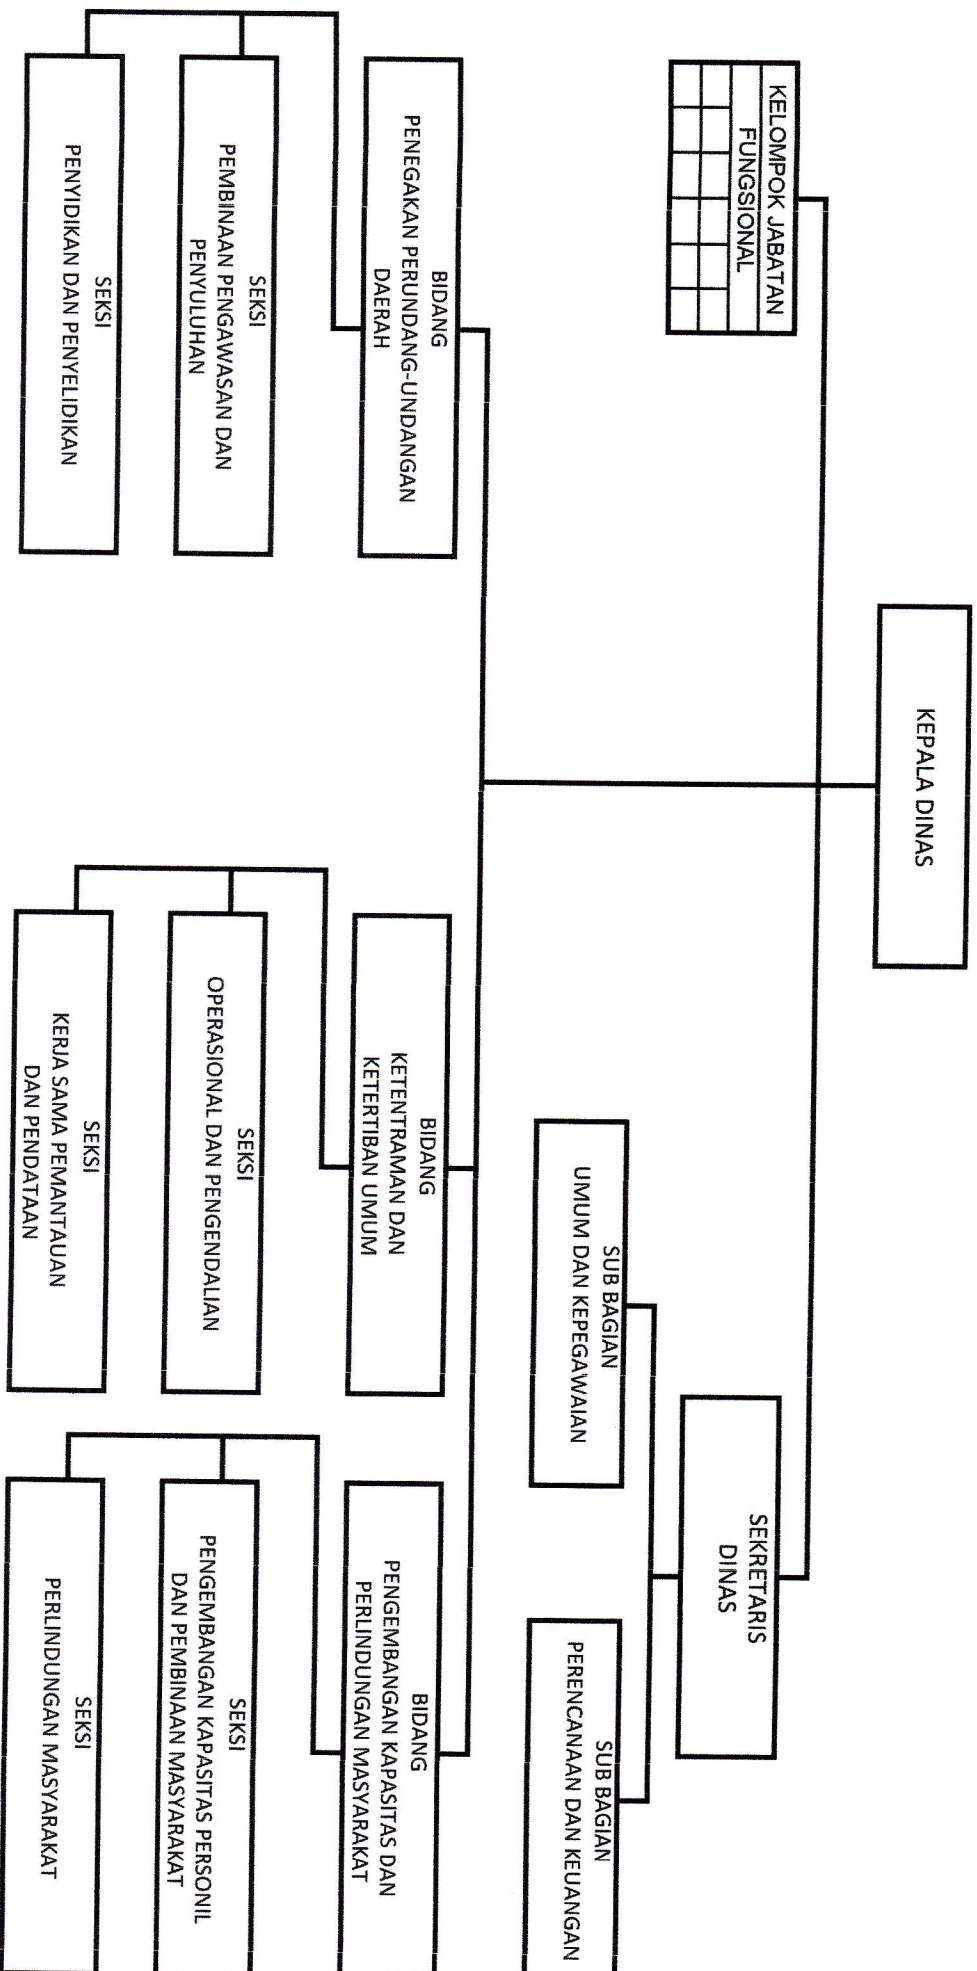 KEPALA DINAS
KELOMPOK JABATAN
FUNGSIONAL
SEKRETARIS
DINAS
SUB BAGIAN
UMUM DAN KEPEGAWAIAN
SUB BAGIAN
PERENCANAAN DAN KEUANGAN
BIDANG
PENEGAKAN PERUNDANG-UNDANGAN
DAERAH
BIDANG
KETENTRAMAN DAN
KETERTIBAN UMUM
BIDANG
PENGEMBANGAN KAPASITAS DAN
PERLINDUNGAN MASYARAKAT
SEKSI
PEMBINAAN PENGAWASAN DAN
PENYULUHAN
SEKSI
OPERASIONAL DAN PENGENDALIAN
SEKSI
PENGEMBANGAN KAPASITAS PERSONIL
DAN PEMBINAAN MASYARAKAT
SEKSI
PENYIDIKAN DAN PENYELIDIKAN
SEKSI
KERJA SAMA PEMANTAUAN
DAN PENDATAAN
SEKSI
PERLINDUNGAN MASYARAKAT